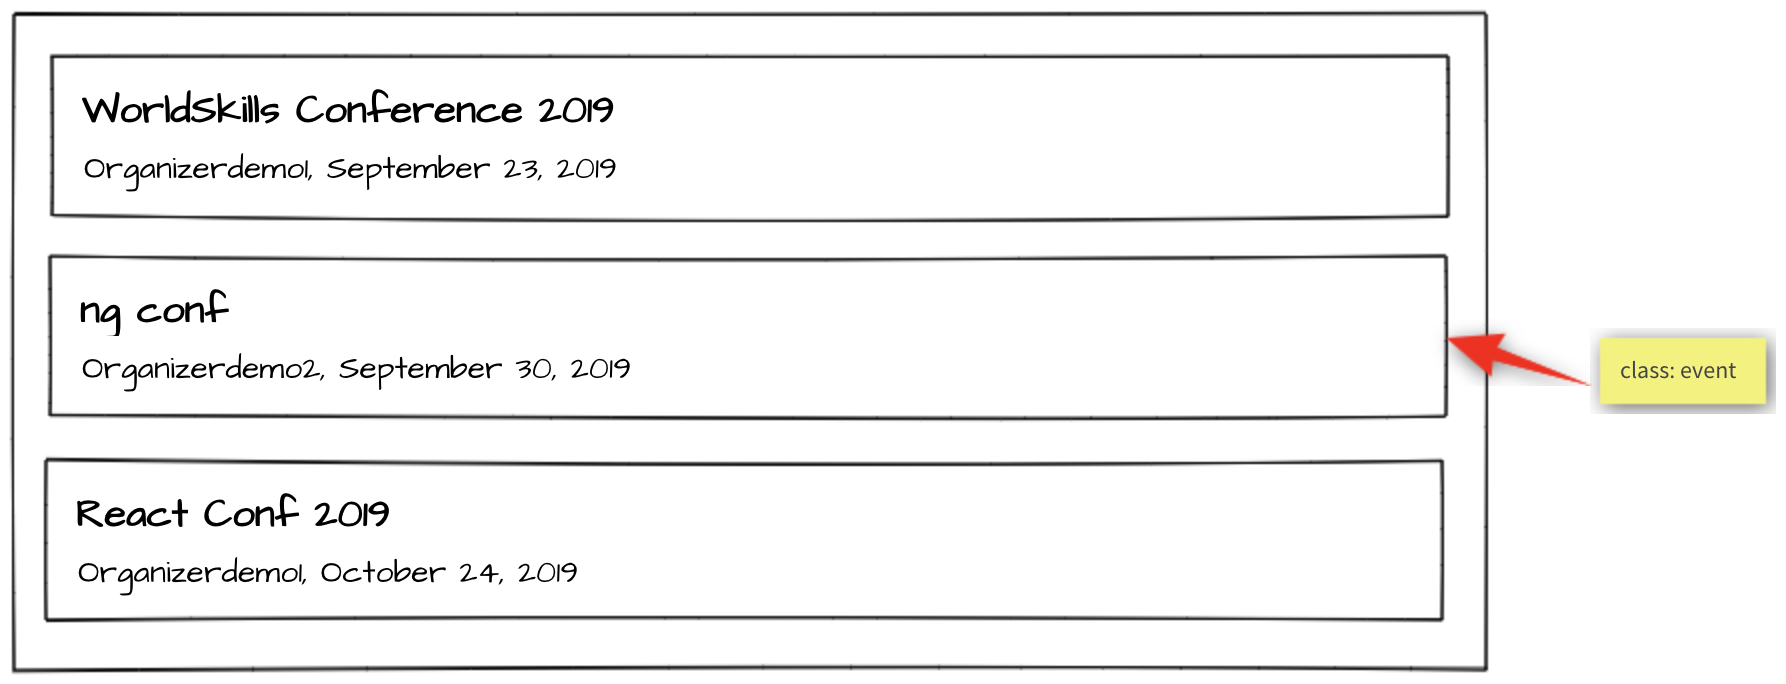 WorldSkills Conference 2019
Organizerdemo1, September 23, 2019
ng conf
Organizerdemo2, September 30, 2019
class: event
React Conf 2019
Organizerdemo1, October 24, 2019